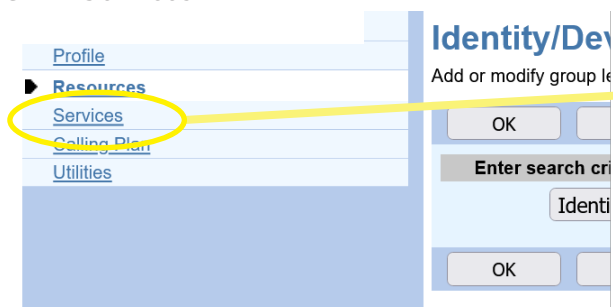 Identity/Dev
Add or modify group le
Profile
Resources
Services
Calling Plan
Utilities
OK
Enter search cri
Identi
OK